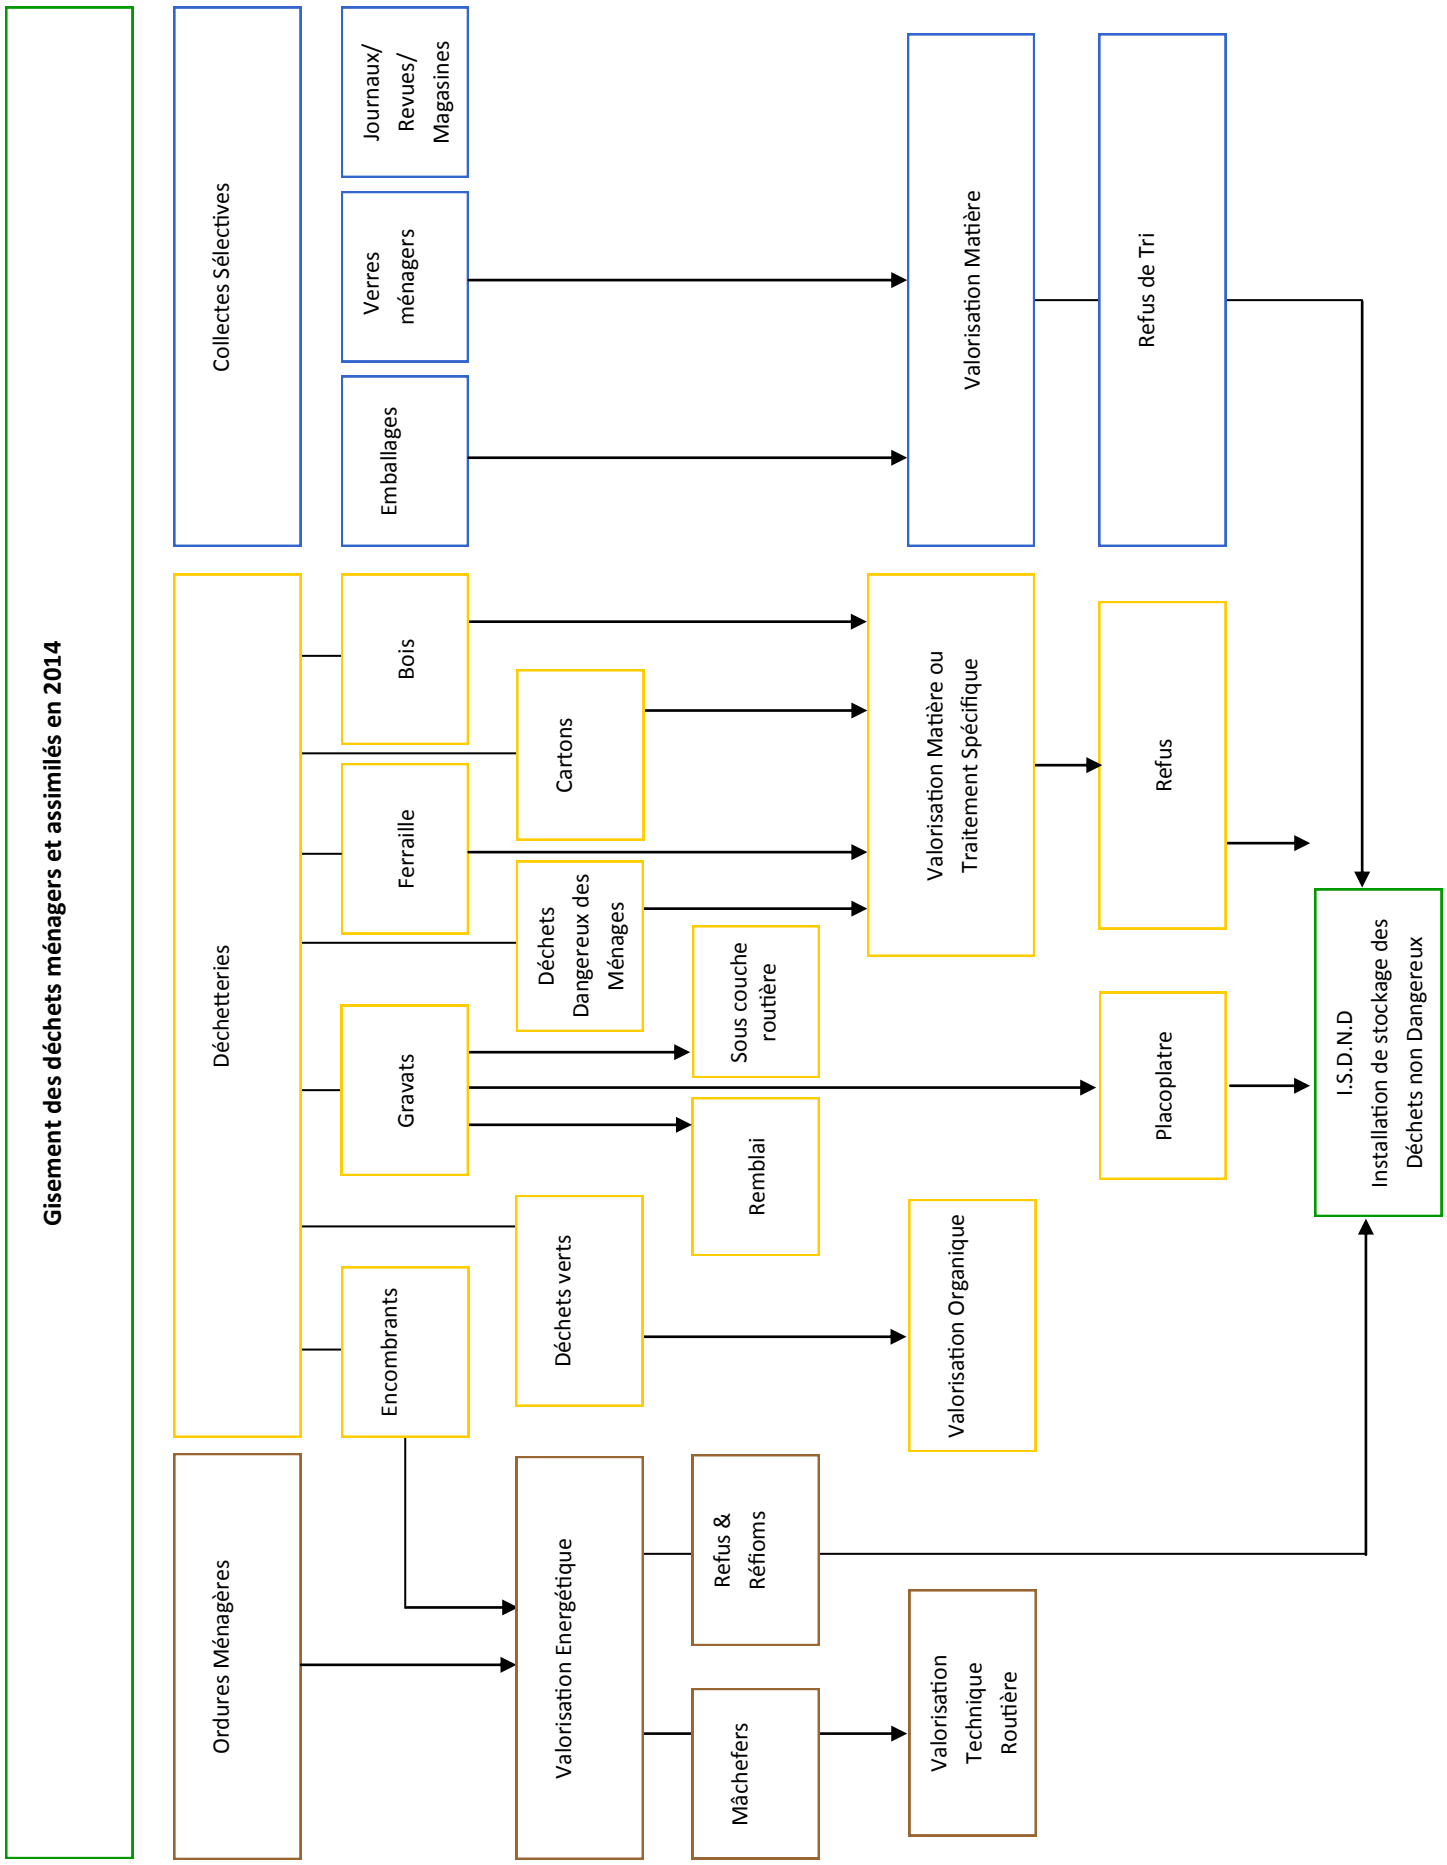 Gisement des déchets ménagers et assimilés en 2014
Ordures Ménagères
Déchetteries
Collectes Sélectives
Encombrants
Gravats
Ferraille
Bois
Emballages
Verres
ménagers
Journaux/
Revues/
Magasines
Valorisation Energétique
Déchets verts
Déchets
Dangereux des
Ménages
Cartons
Mâchefers
Refus &
Réfioms
Remblai
Sous couche
routière
Valorisation
Technique
Routière
Valorisation Organique
Valorisation Matière ou
Traitement Spécifique
Valorisation Matière
Placoplatre
Refus
Refus de Tri
I.S.D.N.D
Installation de stockage des
Déchets non Dangereux